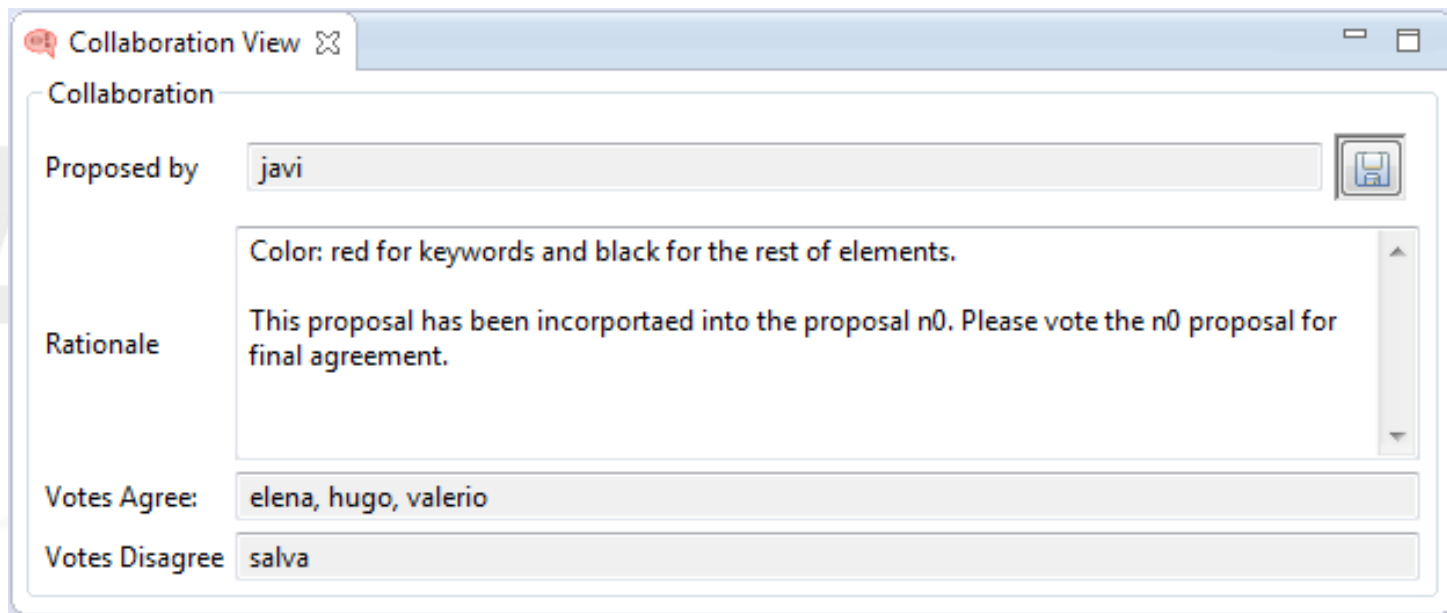 Collaboration View
Collaboration
Proposed by
javi
Rationale
Color: red for keywords and black for the rest of elements.
This proposal has been incorportaed into the proposal n0. Please vote the n0 proposal for
final agreement.
Votes Agree:
elena, hugo, valerio
Votes Disagree
salva